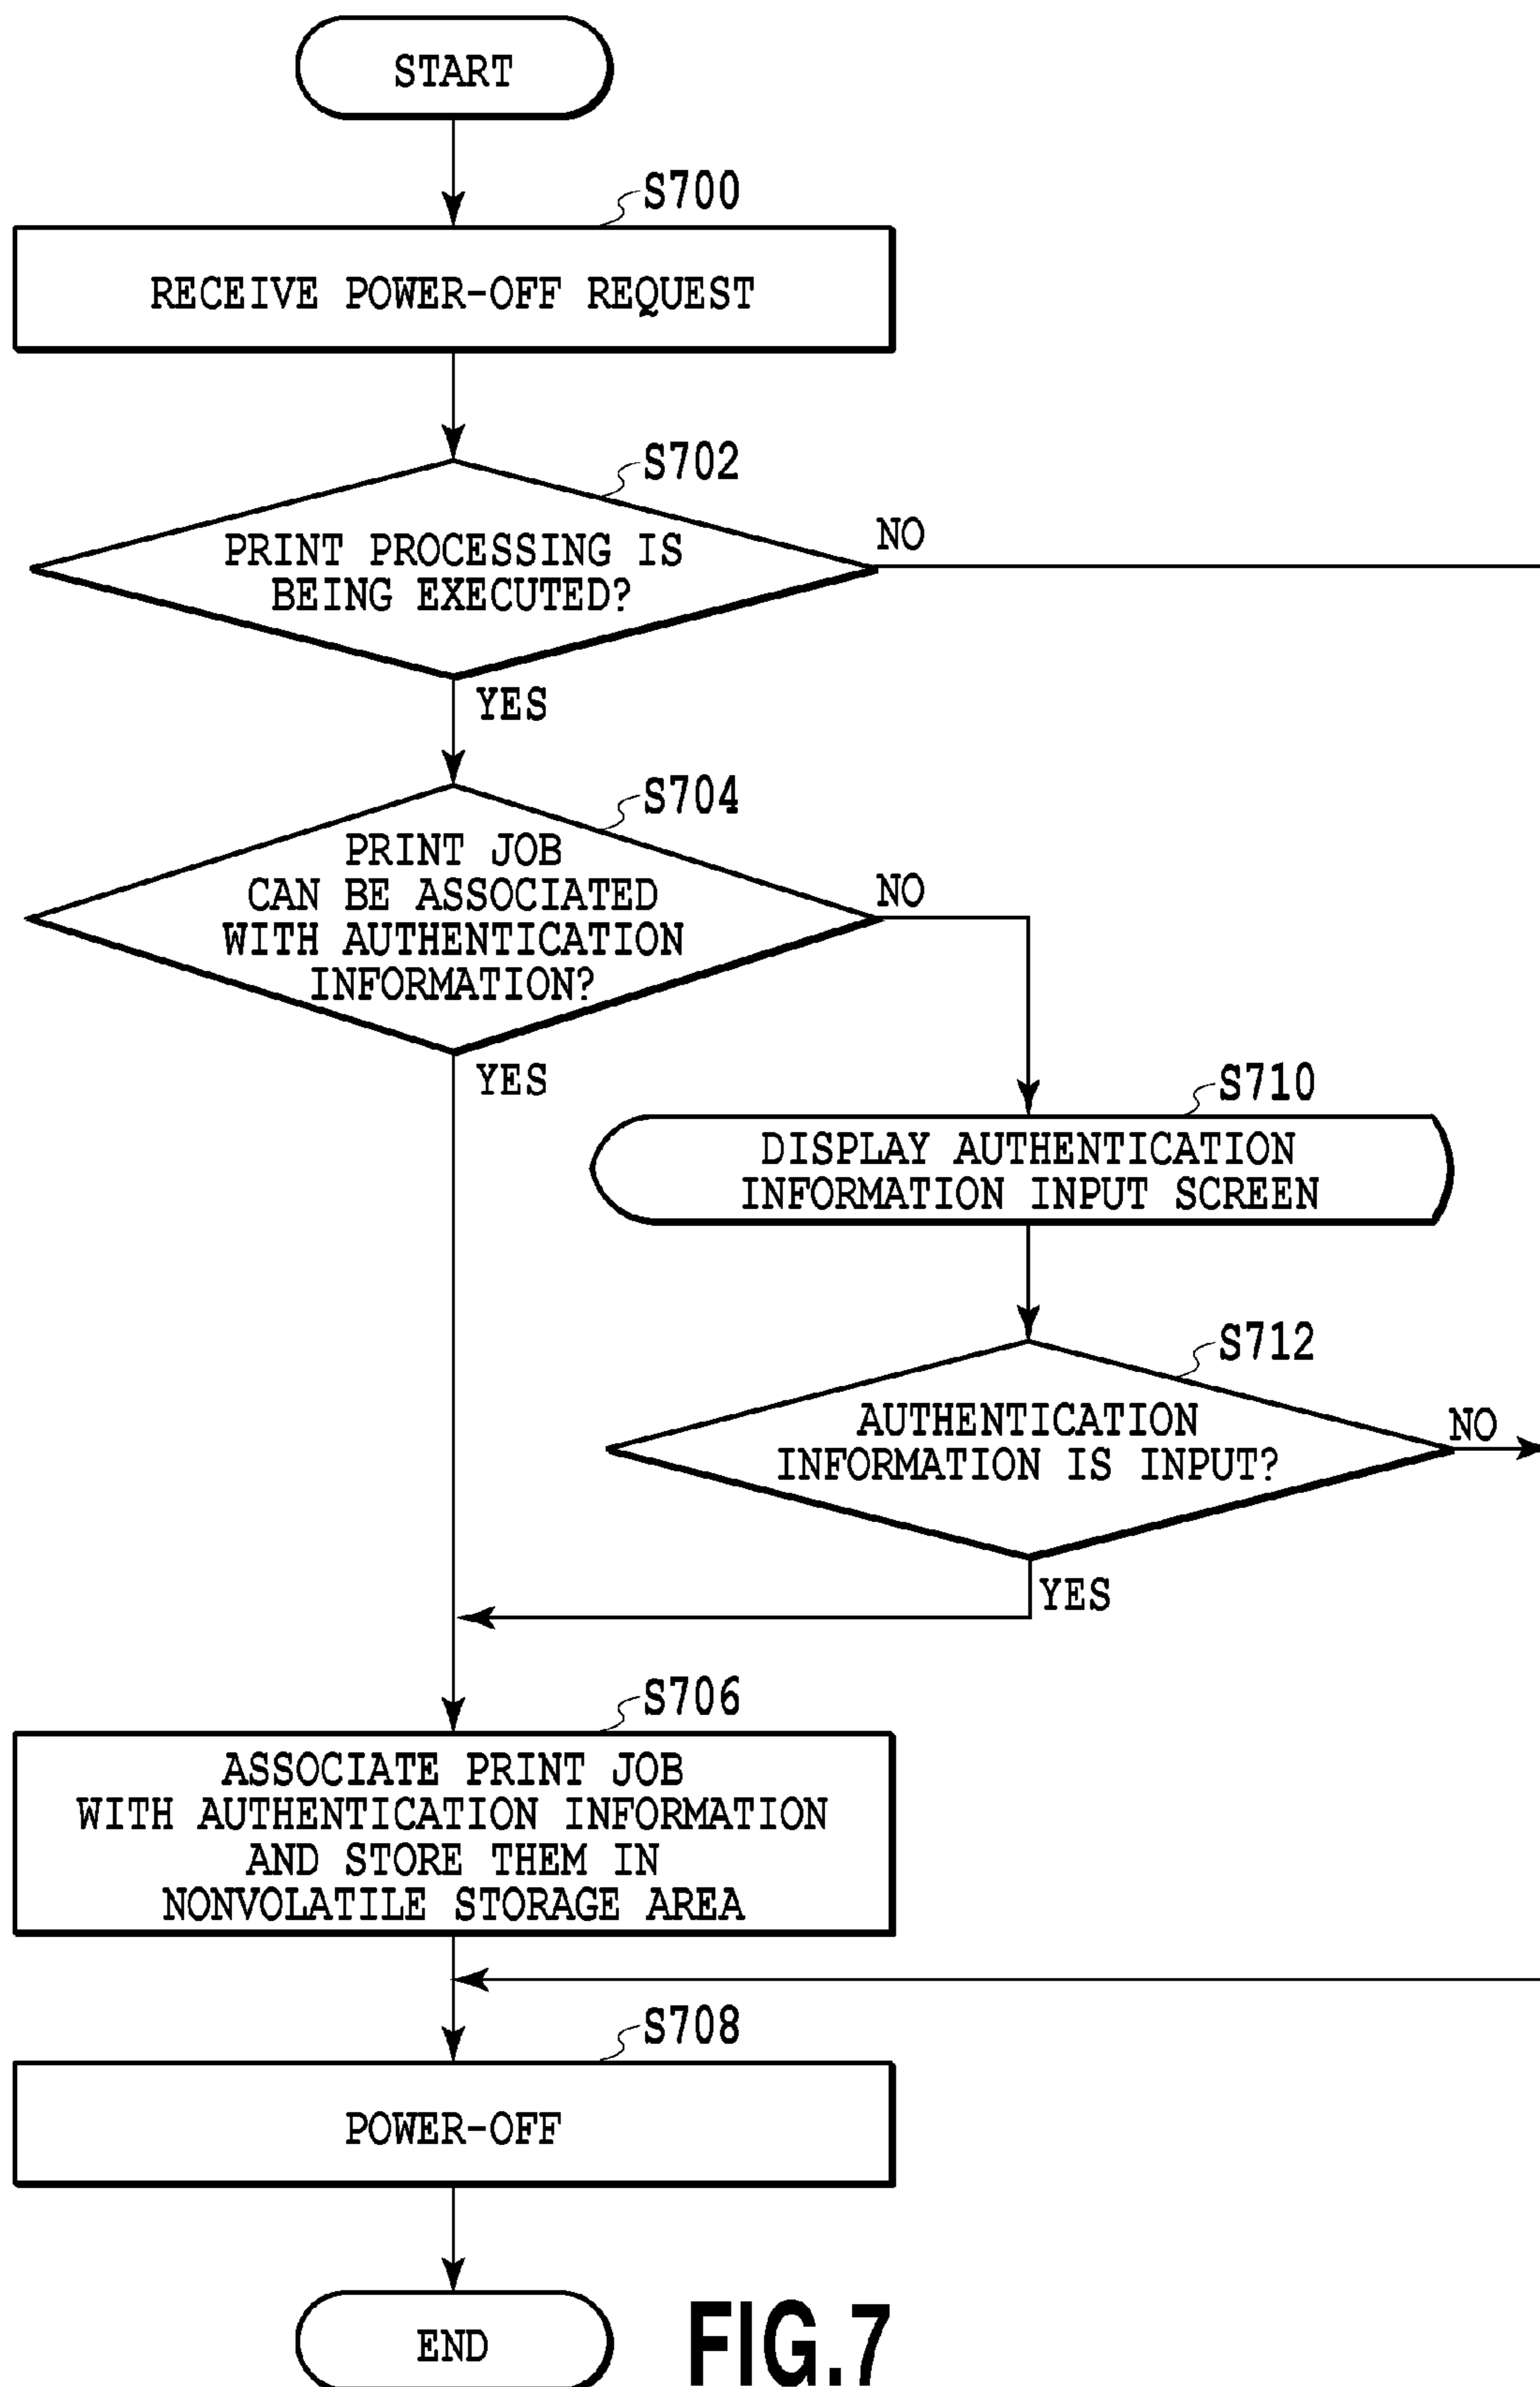 START
S700
RECEIVE POWER-OFF REQUEST
S702
PRINT PROCESSING IS
BEING EXECUTED?
NO
YES
S704
PRINT JOB
CAN BE ASSOCIATED
WITH AUTHENTICATION
INFORMATION?
NO
YES
S710
DISPLAY AUTHENTICATION
INFORMATION INPUT SCREEN
S712
AUTHENTICATION
INFORMATION IS INPUT?
NO
YES
S706
ASSOCIATE PRINT JOB
WITH AUTHENTICATION INFORMATION
AND STORE THEM IN
NONVOLATILE STORAGE AREA
S708
POWER-OFF
END
FIG.7